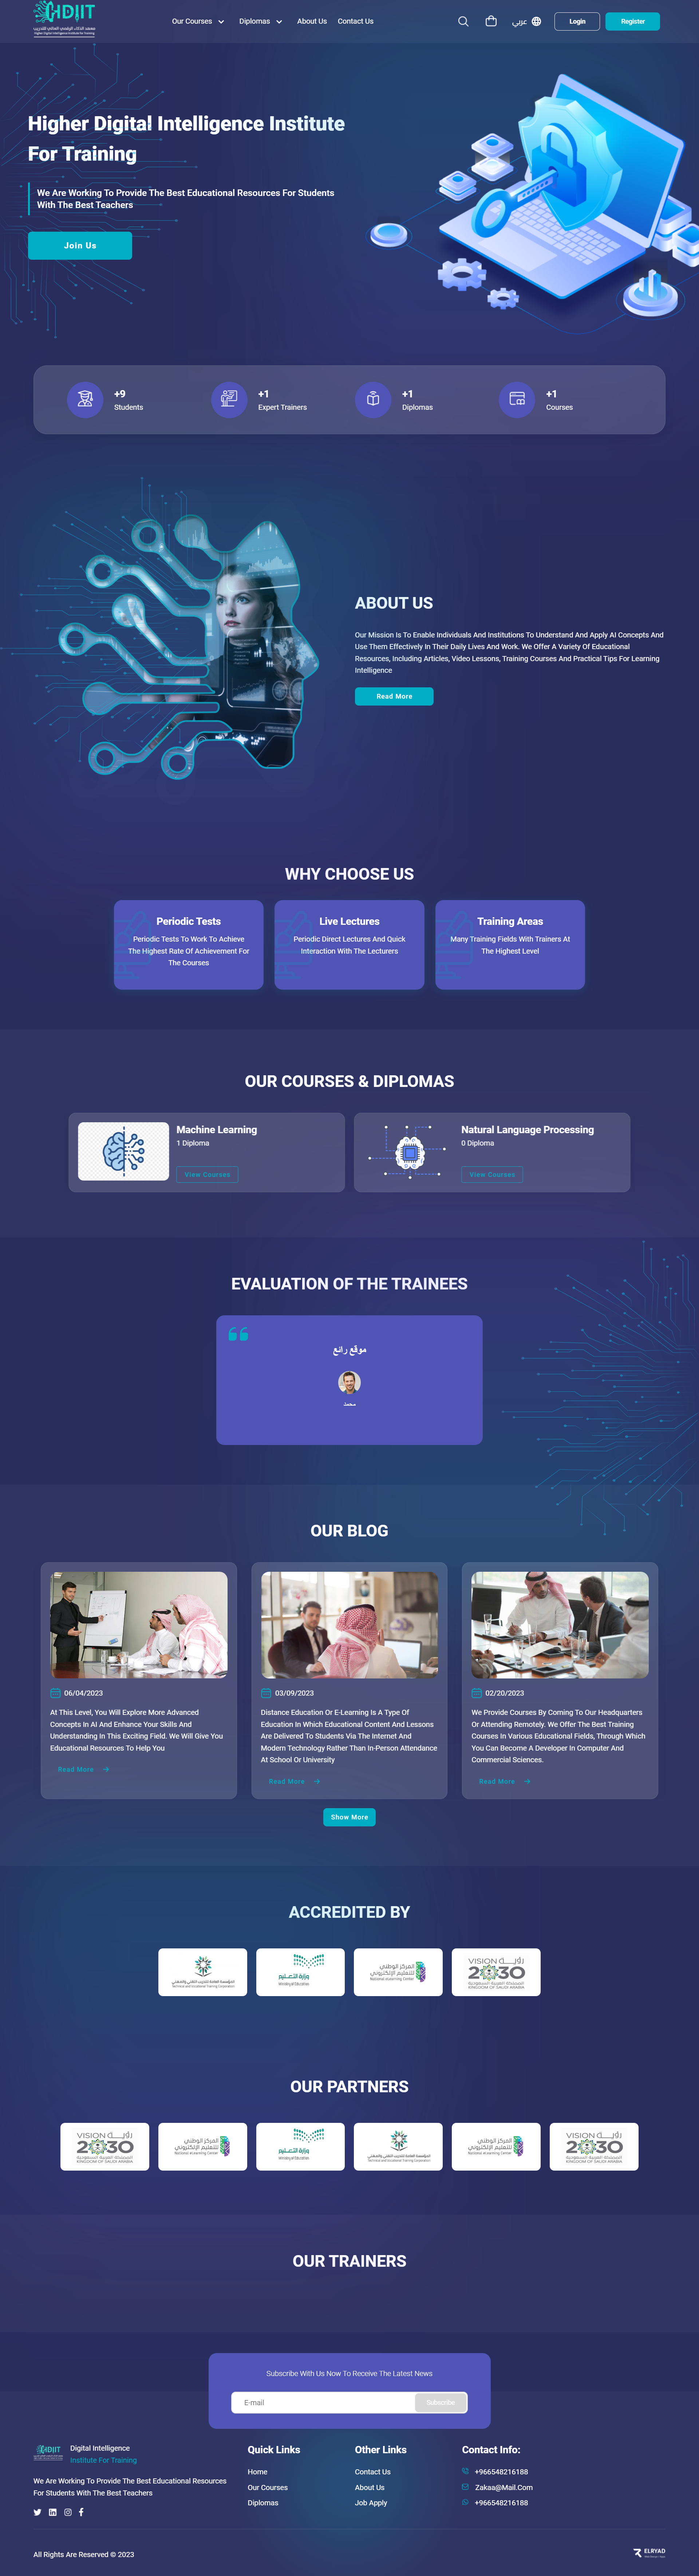 HDIIT
معهد الذكاء الرقمي العالي للتدريب
Higher Digital Intelligence Institute for Training
Our Courses
Diplomas
About Us
Contact Us
عربي
Login
Register
Higher Digital Intelligence Institute
For Training
We Are Working To Provide The Best Educational Resources For Students
With The Best Teachers
Join Us
+9
Students
+1
Expert Trainers
+1
Diplomas
+1
Courses
ABOUT US
Our Mission Is To Enable Individuals And Institutions To Understand And Apply AI Concepts And
Use Them Effectively In Their Daily Lives And Work. We Offer A Variety Of Educational
Resources, Including Articles, Video Lessons, Training Courses And Practical Tips For Learning
Intelligence
Read More
WHY CHOOSE US
Periodic Tests
Periodic Tests To Work To Achieve
The Highest Rate Of Achievement For
The Courses
Live Lectures
Periodic Direct Lectures And Quick
Interaction With The Lecturers
Training Areas
Many Training Fields With Trainers At
The Highest Level
OUR COURSES & DIPLOMAS
Machine Learning
1 Diploma
View Courses
Natural Language Processing
0 Diploma
View Courses
EVALUATION OF THE TRAINEES
موقع رائع
محمد
OUR BLOG
06/04/2023
At This Level, You Will Explore More Advanced
Concepts In AI And Enhance Your Skills And
Understanding In This Exciting Field. We Will Give You
Educational Resources To Help You
Read More
03/09/2023
Distance Education Or E-Learning Is A Type Of
Education In Which Educational Content And Lessons
Are Delivered To Students Via The Internet And
Modern Technology Rather Than In-Person Attendance
At School Or University
Read More
02/20/2023
We Provide Courses By Coming To Our Headquarters
Or Attending Remotely. We Offer The Best Training
Courses In Various Educational Fields, Through Which
You Can Become A Developer In Computer And
Commercial Sciences.
Read More
Show More
ACCREDITED BY
المؤسسة العامة للتدريب التقني والمهني
Technical and Vocational Training Corporation
وزارة التعليم
Ministry of Education
المركز الوطني
للتعليم الإلكتروني
National eLearning Center
VISION رؤية
2030
المملكة العربية السعودية
KINGDOM OF SAUDI ARABIA
OUR PARTNERS
VISION رؤية
2030
المملكة العربية السعودية
KINGDOM OF SAUDI ARABIA
المركز الوطني
للتعليم الإلكتروني
National eLearning Center
وزارة التعليم
Ministry of Education
المؤسسة العامة للتدريب التقني والمهني
Technical and Vocational Training Corporation
المركز الوطني
للتعليم الإلكتروني
National eLearning Center
VISION رؤية
2030
المملكة العربية السعودية
KINGDOM OF SAUDI ARABIA
OUR TRAINERS
Subscribe With Us Now To Receive The Latest News
E-mail
Subscribe
HDIIT
Digital Intelligence
Institute For Training
We Are Working To Provide The Best Educational Resources
For Students With The Best Teachers
Quick Links
Home
Our Courses
Diplomas
Other Links
Contact Us
About Us
Job Apply
Contact Info:
+966548216188
Zakaa@Mail.Com
+966548216188
All Rights Are Reserved © 2023
ELRYAD